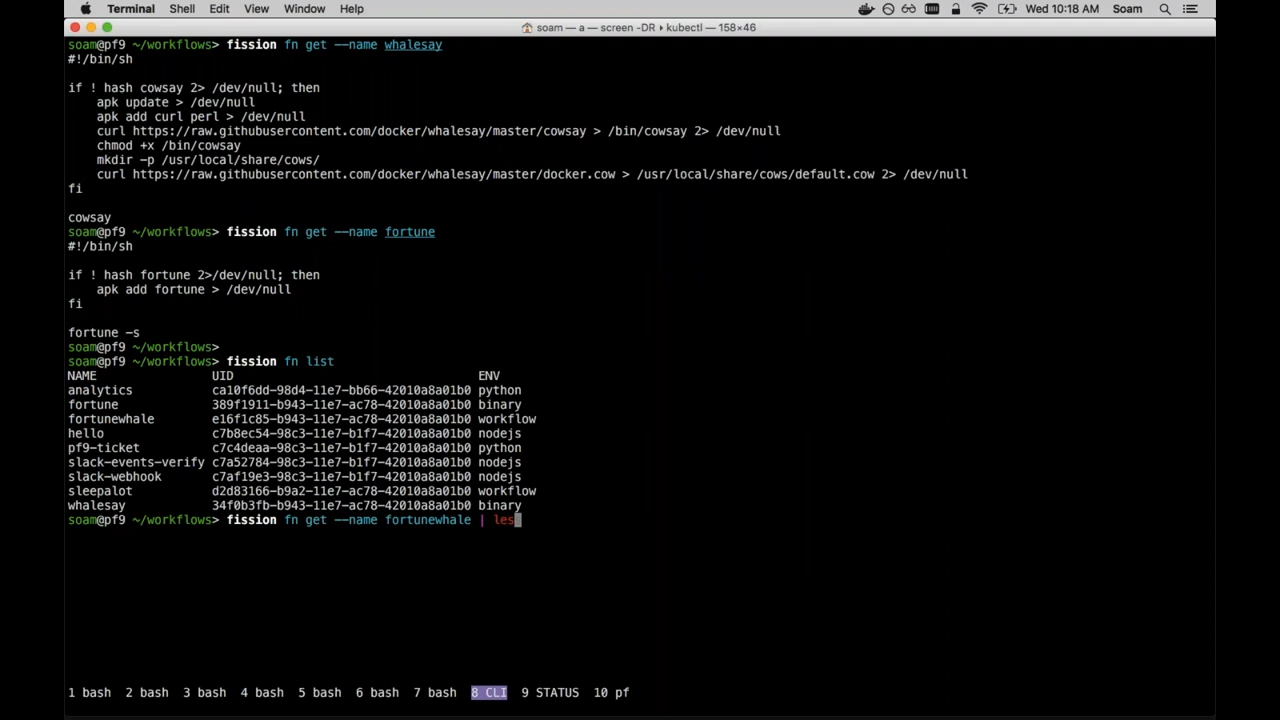 Terminal Shell Edit View Window Help Wed 10:18 AM Soam
soam — a — screen -DR ▸ kubectl — 158×46
soam@pf9 ~/workflows> fission fn get --name whalesay
#!/bin/sh
if ! hash cowsay 2> /dev/null; then
    apk update > /dev/null
    apk add curl perl > /dev/null
    curl https://raw.githubusercontent.com/docker/whalesay/master/cowsay > /bin/cowsay 2> /dev/null
    chmod +x /bin/cowsay
    mkdir -p /usr/local/share/cows/
    curl https://raw.githubusercontent.com/docker/whalesay/master/docker.cow > /usr/local/share/cows/default.cow 2> /dev/null
fi
cowsay
soam@pf9 ~/workflows> fission fn get --name fortune
#!/bin/sh
if ! hash fortune 2>/dev/null; then
    apk add fortune > /dev/null
fi
fortune -s
soam@pf9 ~/workflows>
soam@pf9 ~/workflows> fission fn list
NAME UID ENV
analytics ca10f6dd-98d4-11e7-bb66-42010a8a01b0 python
fortune 389f1911-b943-11e7-ac78-42010a8a01b0 binary
fortunewhale e16f1c85-b943-11e7-ac78-42010a8a01b0 workflow
hello c7b8ec54-98c3-11e7-b1f7-42010a8a01b0 nodejs
pf9-ticket c7c4deaa-98c3-11e7-b1f7-42010a8a01b0 python
slack-events-verify c7a52784-98c3-11e7-b1f7-42010a8a01b0 nodejs
slack-webhook c7af19e3-98c3-11e7-b1f7-42010a8a01b0 nodejs
sleepalot d2d83166-b9a2-11e7-ac78-42010a8a01b0 workflow
whalesay 34f0b3fb-b943-11e7-ac78-42010a8a01b0 binary
soam@pf9 ~/workflows> fission fn get --name fortunewhale | les
1 bash 2 bash 3 bash 4 bash 5 bash 6 bash 7 bash 8 CLI 9 STATUS 10 pf